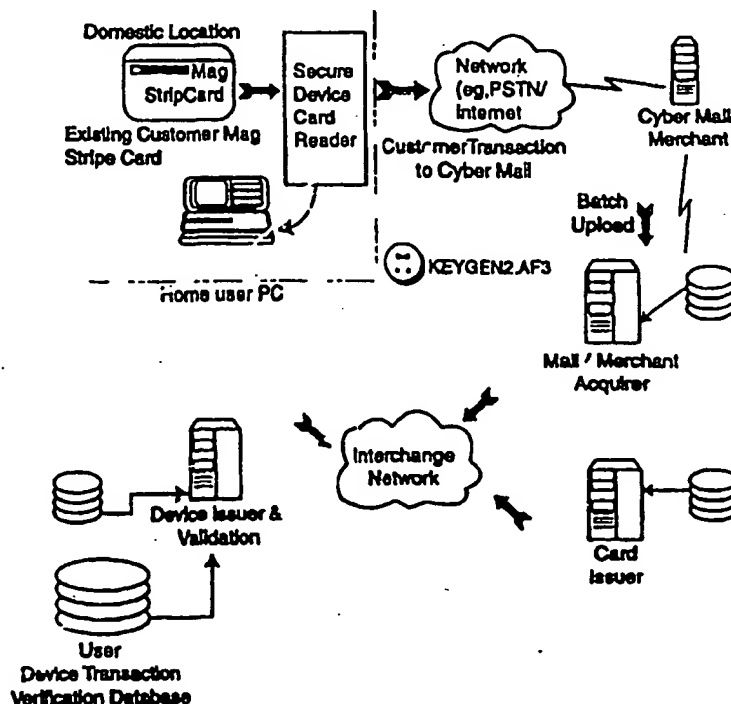 Domestic Location
Mag
StripCard
Existing Customer Mag
Stripe Card
Secure
Device
Card
Reader
Network
(eg,PSTN/
Internet
CustomerTransaction
to Cyber Mail
Cyber Mall
Merchant
Batch
Upload
KEYGEN2.AF3
Home user PC
Mall / Merchant
Acquirer
Interchange
Network
Device Issuer &
Validation
Card
Issuer
User
Device Transaction
Verification Database